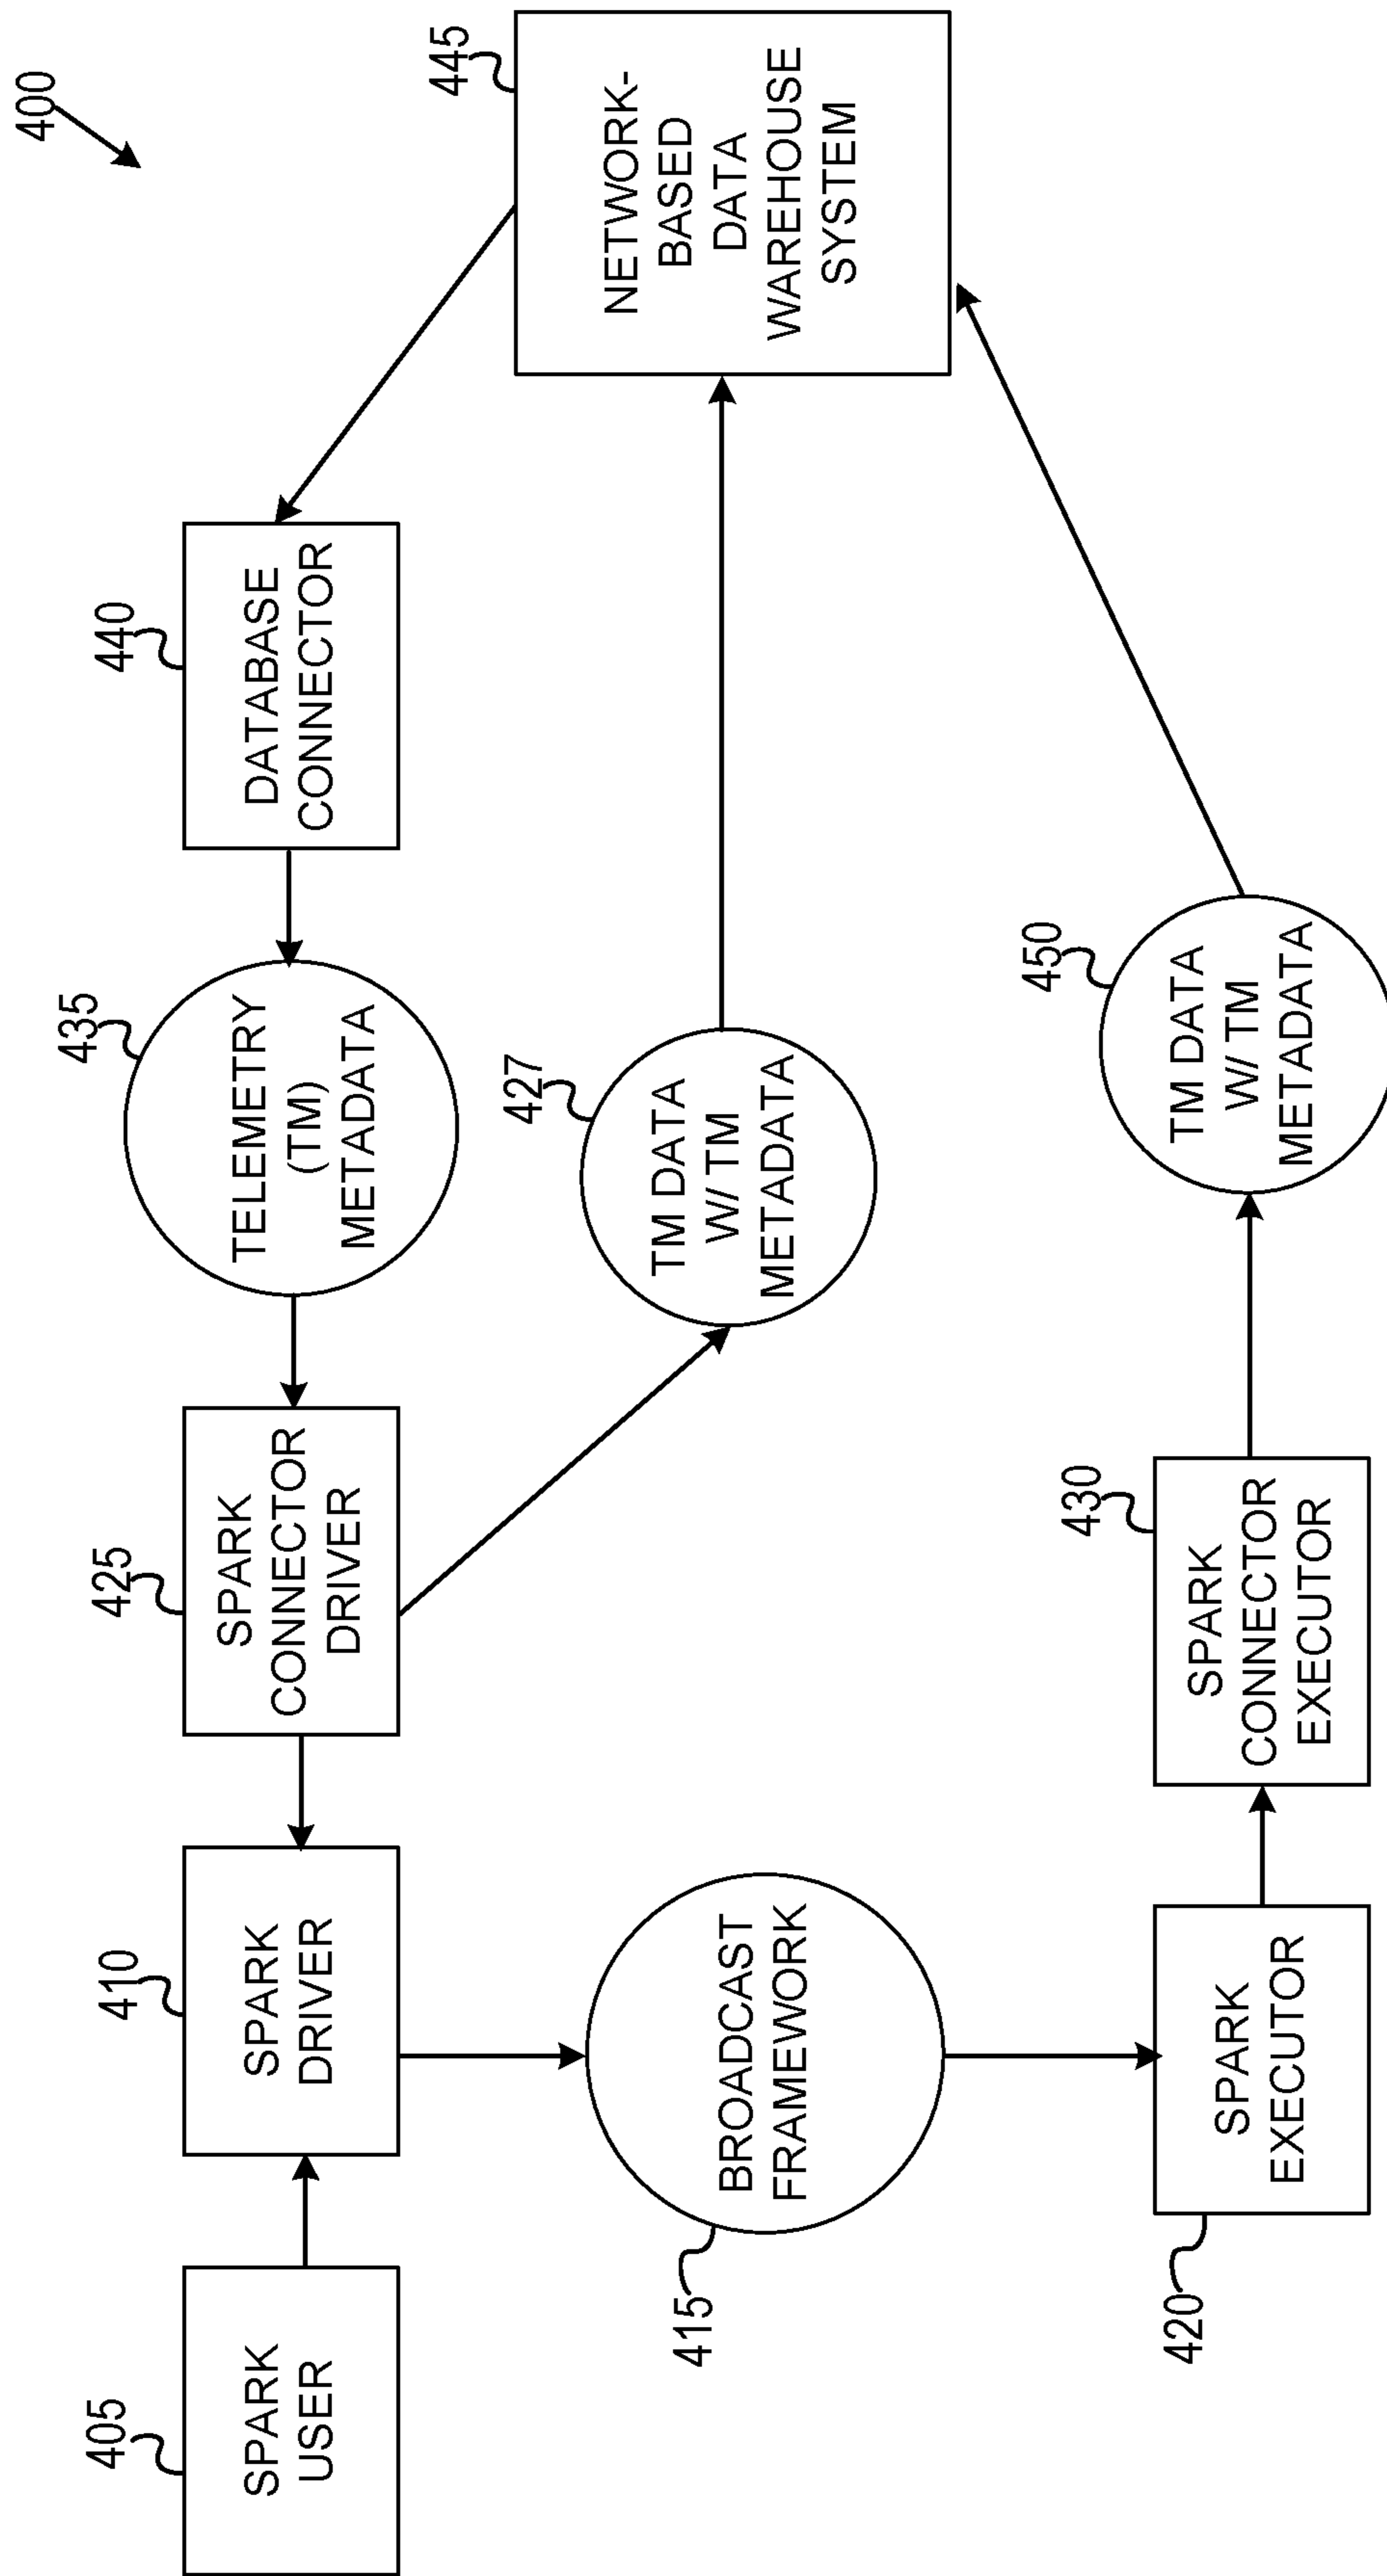 400
405
SPARK
USER
410
SPARK
DRIVER
425
SPARK
CONNECTOR
DRIVER
435
TELEMETRY
(TM)
METADATA
440
DATABASE
CONNECTOR
445
NETWORK-
BASED
DATA
WAREHOUSE
SYSTEM
415
BROADCAST
FRAMEWORK
427
TM DATA
W/ TM
METADATA
420
SPARK
EXECUTOR
430
SPARK
CONNECTOR
EXECUTOR
450
TM DATA
W/ TM
METADATA